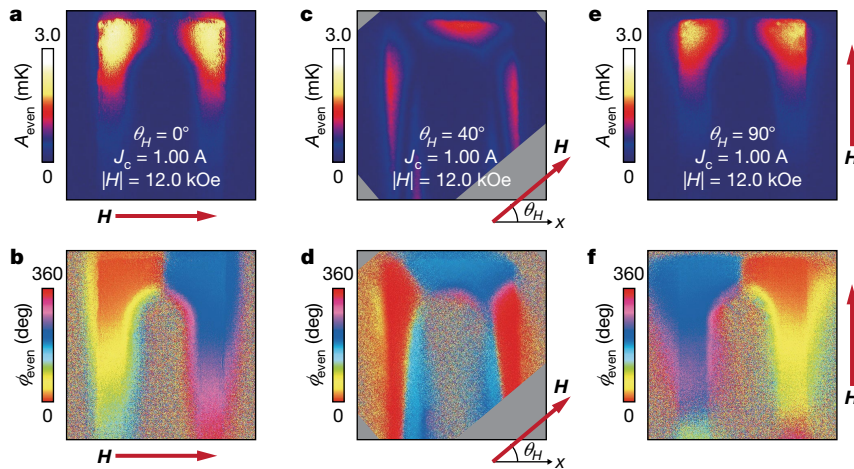 a
3.0
A_even (mK)
0
θ_H = 0°
J_c = 1.00 A
|H| = 12.0 kOe
H
c
3.0
A_even (mK)
0
θ_H = 40°
J_c = 1.00 A
|H| = 12.0 kOe
H
θ_H
x
e
3.0
A_even (mK)
0
θ_H = 90°
J_c = 1.00 A
|H| = 12.0 kOe
H
b
360
ϕ_even (deg)
0
H
d
360
ϕ_even (deg)
0
H
θ_H
x
f
360
ϕ_even (deg)
0
H